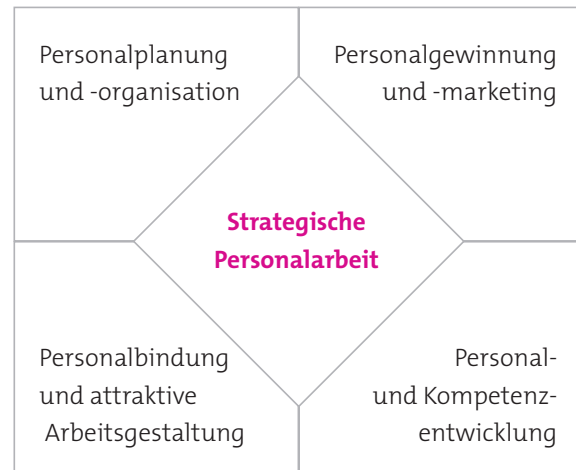 Personalplanung
und -organisation
Personalgewinnung
und -marketing
Strategische
Personalarbeit
Personalbindung
und attraktive
Arbeitsgestaltung
Personal-
und Kompetenz-
entwicklung